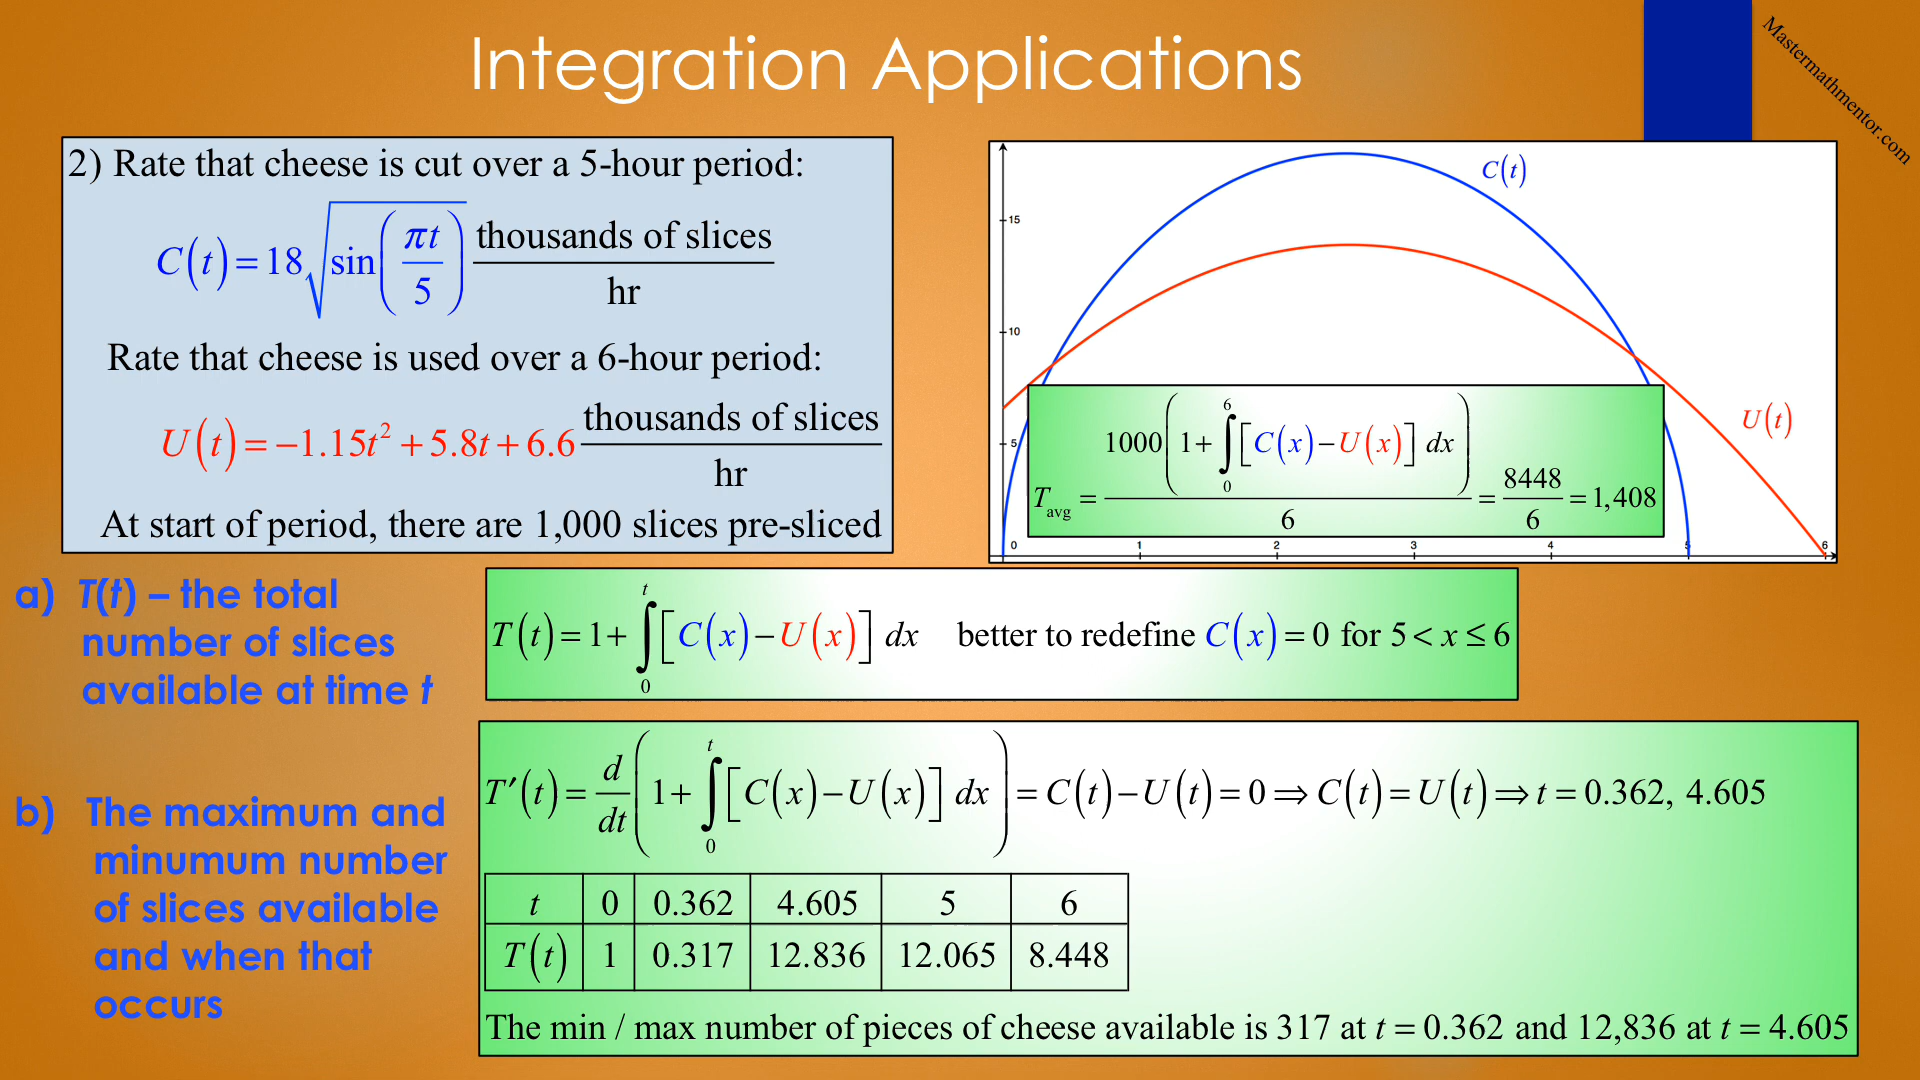 Integration Applications
Mastermathmentor.com
2) Rate that cheese is cut over a 5-hour period:
C(t) = 18√sin(πt/5) thousands of slices/hr
Rate that cheese is used over a 6-hour period:
U(t) = −1.15t² + 5.8t + 6.6 thousands of slices/hr
At start of period, there are 1,000 slices pre-sliced
C(t)
15
10
5
U(t)
T_avg = 1000(1+∫₀⁶[C(x)−U(x)] dx)/6 = 8448/6 = 1,408
0 1 2 3 4 5 6
a) T(t) – the total
number of slices
available at time t
T(t) = 1+∫₀ᵗ[C(x)−U(x)] dx better to redefine C(x) = 0 for 5 < x ≤ 6
b) The maximum and
minumum number
of slices available
and when that
occurs
T′(t) = d/dt(1+∫₀ᵗ[C(x)−U(x)] dx) = C(t)−U(t) = 0 ⇒ C(t) = U(t) ⇒ t = 0.362, 4.605
t 0 0.362 4.605 5 6
T(t) 1 0.317 12.836 12.065 8.448
The min / max number of pieces of cheese available is 317 at t = 0.362 and 12,836 at t = 4.605